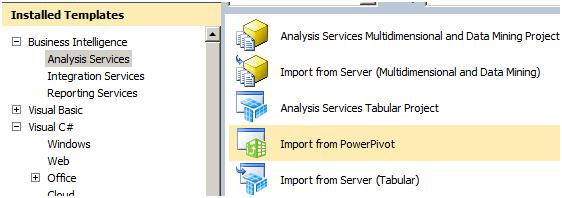 Installed Templates
Business Intelligence
Analysis Services
Integration Services
Reporting Services
Visual Basic
Visual C#
Windows
Web
Office
Cloud
Analysis Services Multidimensional and Data Mining Project
Import from Server (Multidimensional and Data Mining)
Analysis Services Tabular Project
Import from PowerPivot
Import from Server (Tabular)